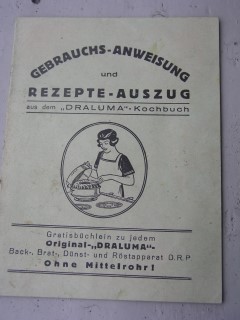 GEBRAUCHS-ANWEISUNG
und
REZEPTE-AUSZUG
aus dem „DRALUMA"-Kochbuch
Gratisbüchlein zu jedem
Original-„DRALUMA"-
Back-, Brat-, Dünst- und Röstapparat D.R.P
Ohne Mittelrohr!